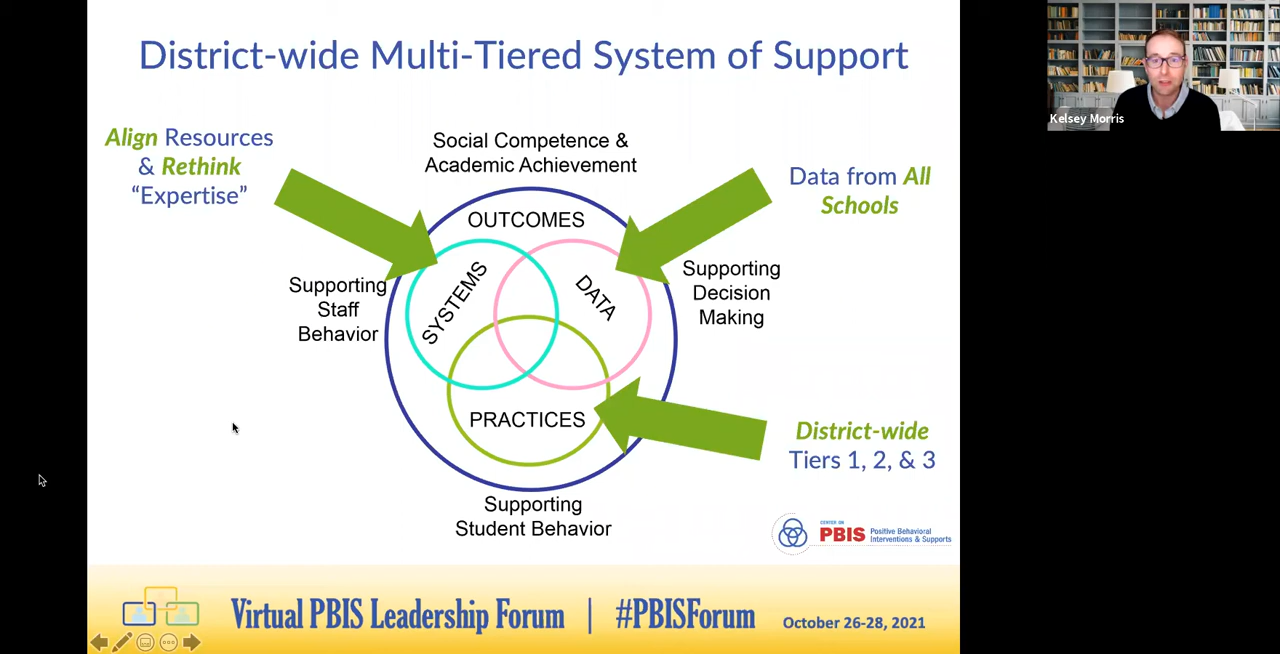 District-wide Multi-Tiered System of Support
Kelsey Morris
Align Resources
& Rethink
“Expertise”
Social Competence &
Academic Achievement
Data from All
Schools
OUTCOMES
SYSTEMS
DATA
Supporting
Staff
Behavior
Supporting
Decision
Making
PRACTICES
District-wide
Tiers 1, 2, & 3
Supporting
Student Behavior
CENTER ON
PBIS
Positive Behavioral
Interventions & Supports
Virtual PBIS Leadership Forum | #PBISForum October 26-28, 2021